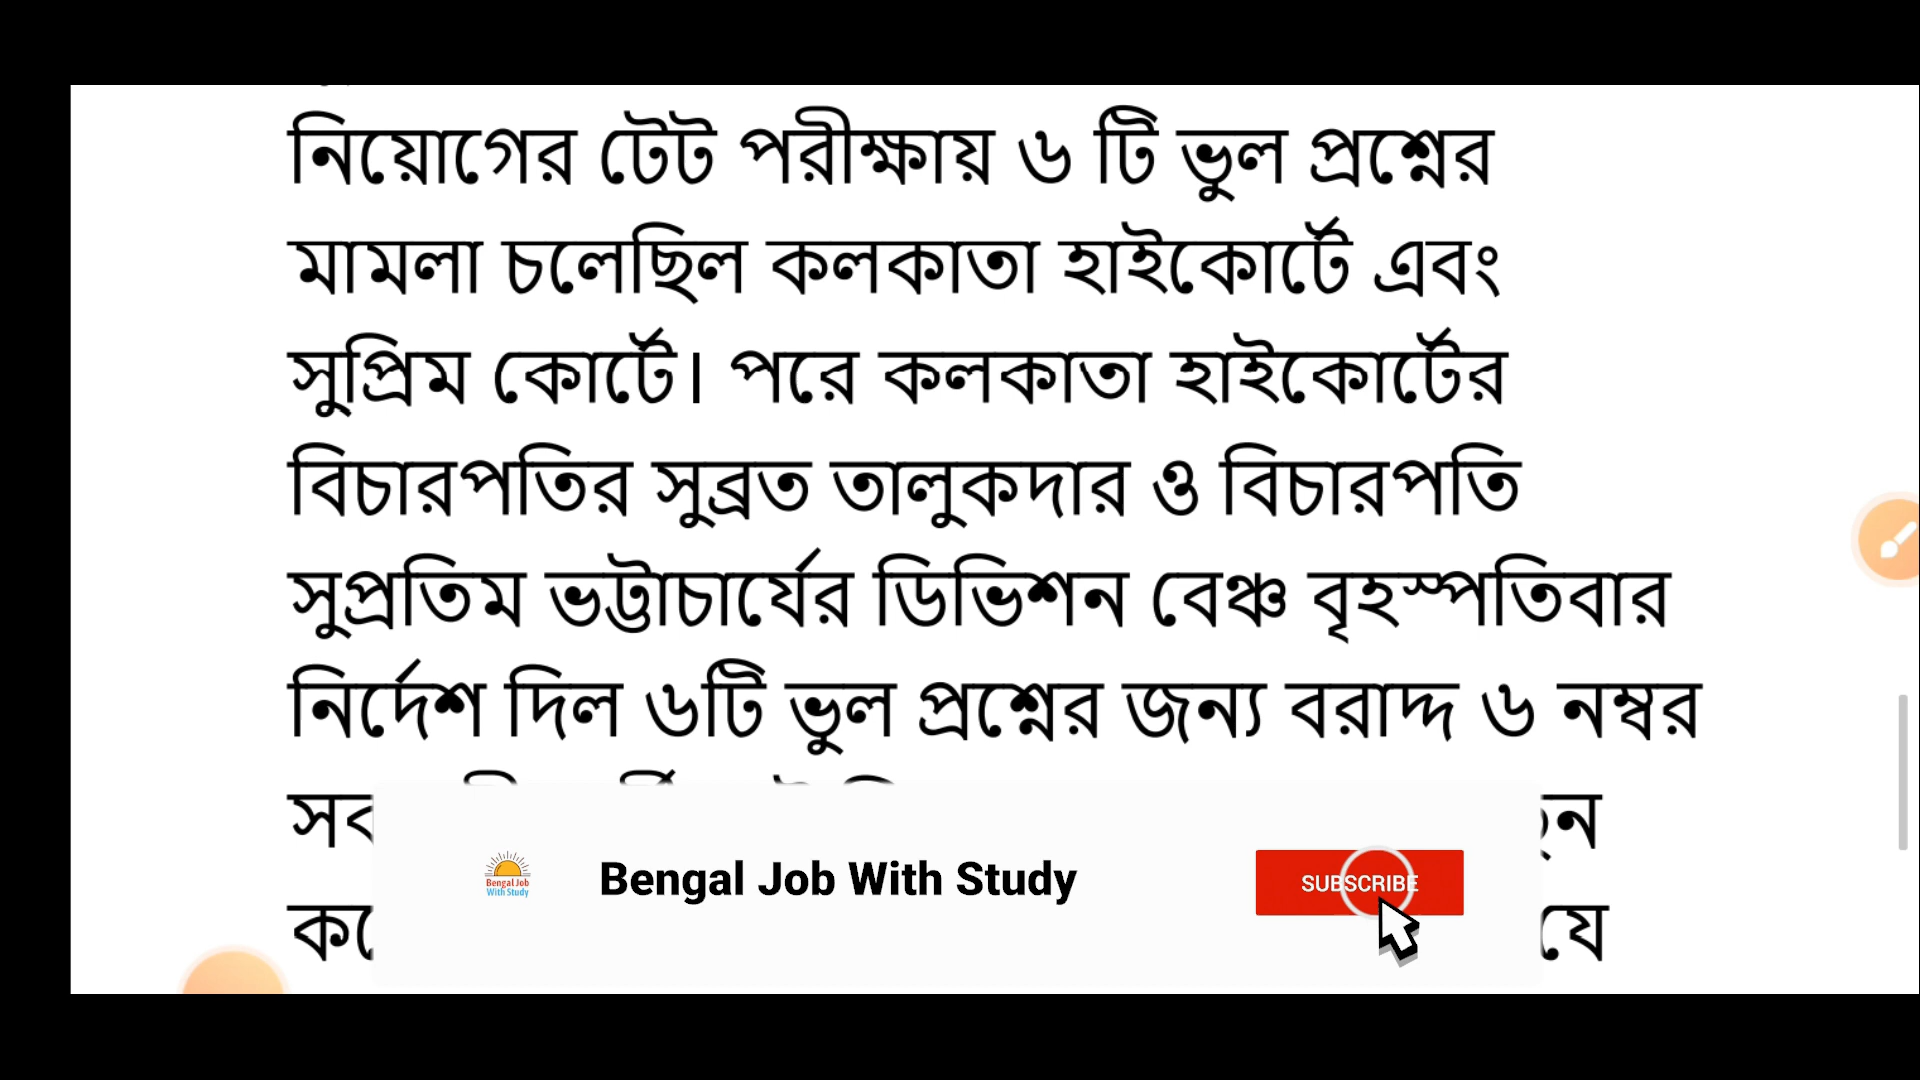 নিয়োগের টেট পরীক্ষায় ৬ টি ভুল প্রশ্নের
মামলা চলেছিল কলকাতা হাইকোর্টে এবং
সুপ্রিম কোর্টে। পরে কলকাতা হাইকোর্টের
বিচারপতির সুব্রত তালুকদার ও বিচারপতি
সুপ্রতিম ভট্টাচার্যের ডিভিশন বেঞ্চ বৃহস্পতিবার
নির্দেশ দিল ৬টি ভুল প্রশ্নের জন্য বরাদ্দ ৬ নম্বর
Bengal Job
With Study
Bengal Job With Study
SUBSCRIBE
যে